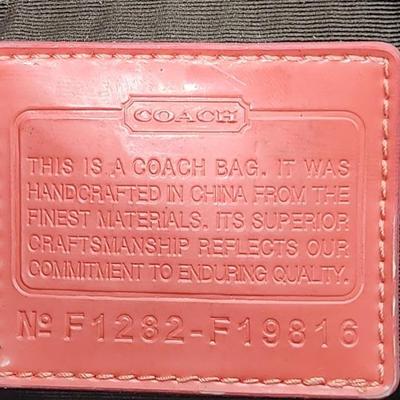 COACH
THIS IS A COACH BAG. IT WAS
HANDCRAFTED IN CHINA FROM THE
FINEST MATERIALS. ITS SUPERIOR
CRAFTSMANSHIP REFLECTS OUR
COMMITMENT TO ENDURING QUALITY.
Nº F1282-F19816